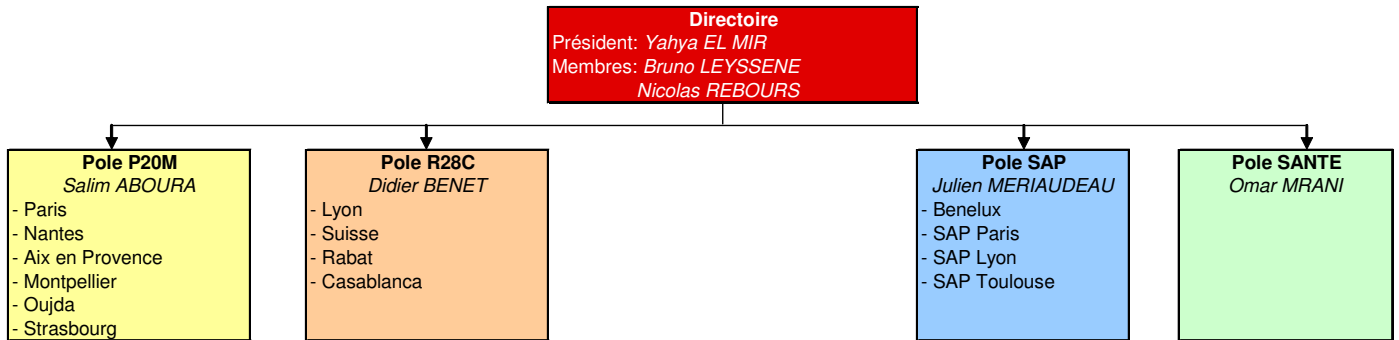 Directoire
Président: Yahya EL MIR
Membres: Bruno LEYSSENE
Nicolas REBOURS
Pole P20M
Salim ABOURA
- Paris
- Nantes
- Aix en Provence
- Montpellier
- Oujda
- Strasbourg
Pole R28C
Didier BENET
- Lyon
- Suisse
- Rabat
- Casablanca
Pole SAP
Julien MERIAUDEAU
- Benelux
- SAP Paris
- SAP Lyon
- SAP Toulouse
Pole SANTE
Omar MRANI